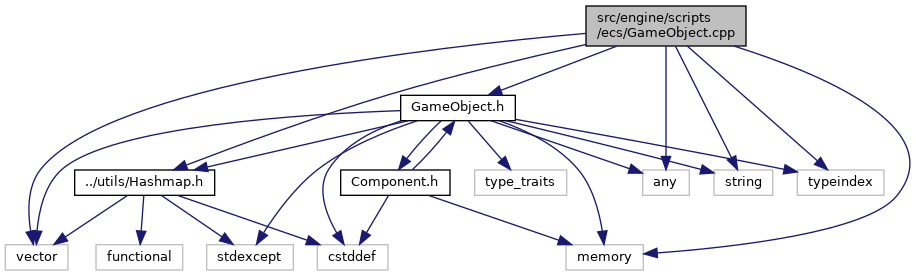 src/engine/scripts
/ecs/GameObject.cpp
GameObject.h
../utils/Hashmap.h
Component.h
type_traits
any
string
typeindex
vector
functional
stdexcept
cstddef
memory